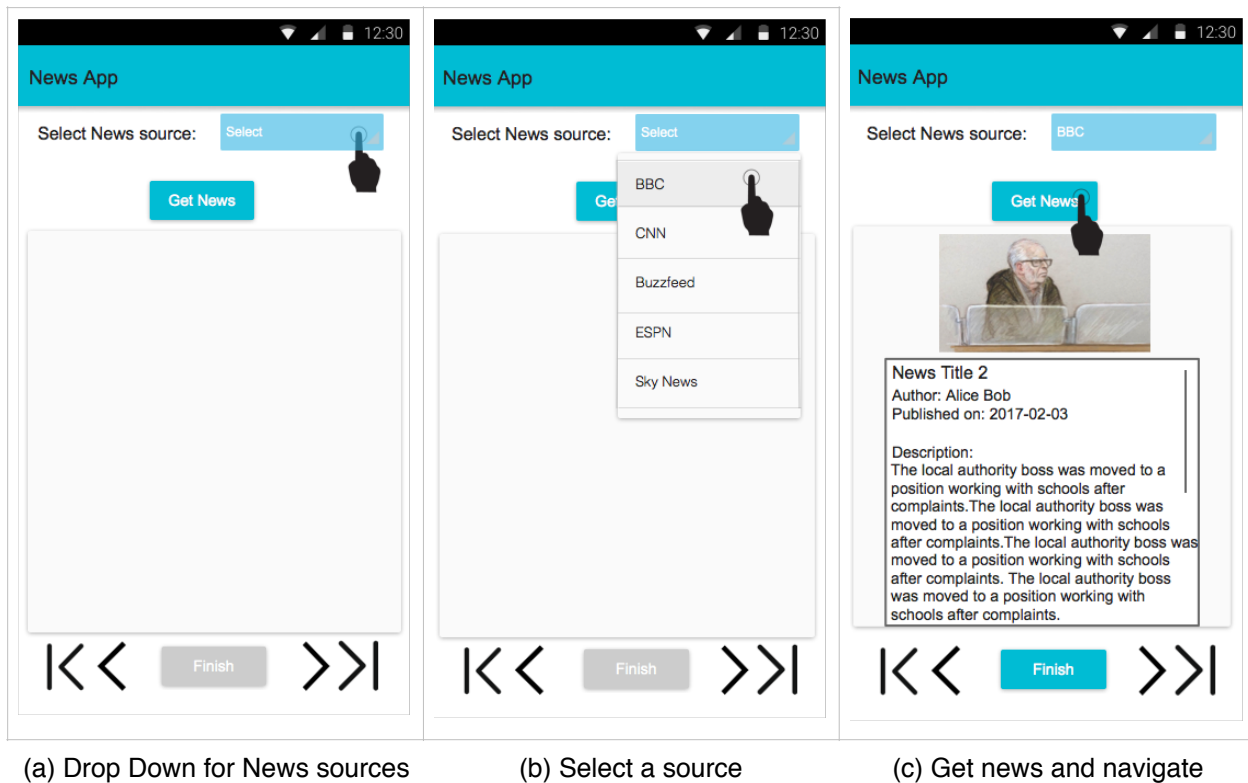 12:30
News App
Select News source:
Select
Get News
Finish
(a) Drop Down for News sources
12:30
News App
Select News source:
Select
Ge
BBC
CNN
Buzzfeed
ESPN
Sky News
Finish
(b) Select a source
12:30
News App
Select News source:
BBC
Get News
News Title 2
Author: Alice Bob
Published on: 2017-02-03
Description:
The local authority boss was moved to a
position working with schools after
complaints.The local authority boss was
moved to a position working with schools
after complaints.The local authority boss was
moved to a position working with schools
after complaints. The local authority boss
was moved to a position working with
schools after complaints.
Finish
(c) Get news and navigate